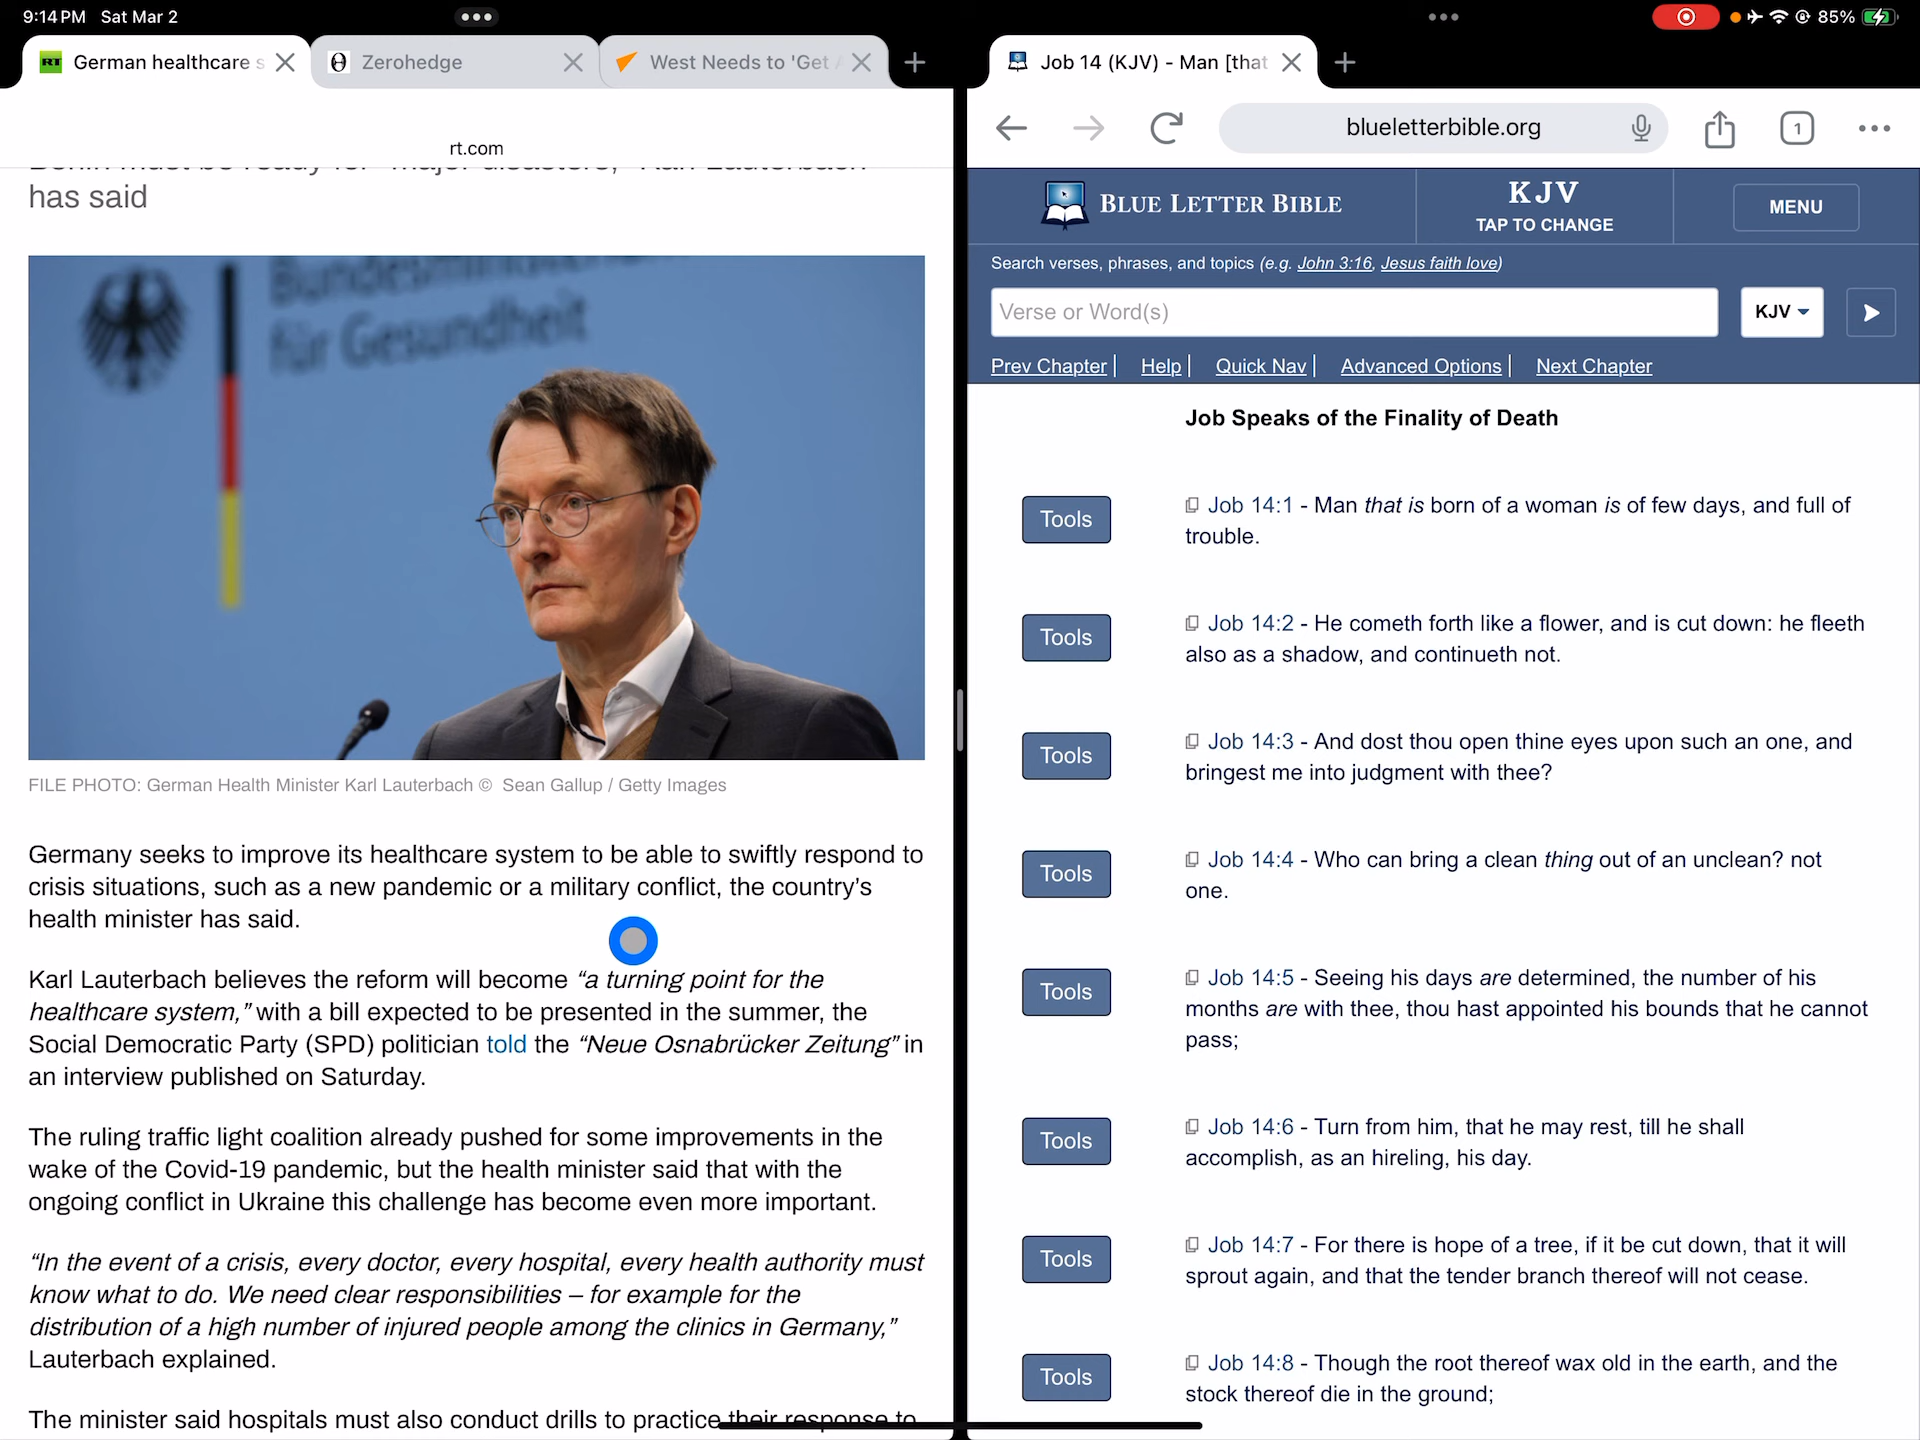 9:14 PM Sat Mar 2
85%
RT German healthcare s
Zerohedge
West Needs to 'Get A
Job 14 (KJV) - Man [that
rt.com
Berlin must be ready for "major disasters," Karl Lauterbach
has said
Bundesministerium
für Gesundheit
FILE PHOTO: German Health Minister Karl Lauterbach © Sean Gallup / Getty Images
Germany seeks to improve its healthcare system to be able to swiftly respond to
crisis situations, such as a new pandemic or a military conflict, the country's
health minister has said.
Karl Lauterbach believes the reform will become “a turning point for the
healthcare system,” with a bill expected to be presented in the summer, the
Social Democratic Party (SPD) politician told the “Neue Osnabrücker Zeitung” in
an interview published on Saturday.
The ruling traffic light coalition already pushed for some improvements in the
wake of the Covid-19 pandemic, but the health minister said that with the
ongoing conflict in Ukraine this challenge has become even more important.
“In the event of a crisis, every doctor, every hospital, every health authority must
know what to do. We need clear responsibilities – for example for the
distribution of a high number of injured people among the clinics in Germany,”
Lauterbach explained.
The minister said hospitals must also conduct drills to practice their response to
blueletterbible.org
1
BLUE LETTER BIBLE
KJV
TAP TO CHANGE
MENU
Search verses, phrases, and topics (e.g. John 3:16, Jesus faith love)
Verse or Word(s)
KJV
Prev Chapter | Help | Quick Nav | Advanced Options | Next Chapter
Job Speaks of the Finality of Death
Tools
Job 14:1 - Man that is born of a woman is of few days, and full of
trouble.
Tools
Job 14:2 - He cometh forth like a flower, and is cut down: he fleeth
also as a shadow, and continueth not.
Tools
Job 14:3 - And dost thou open thine eyes upon such an one, and
bringest me into judgment with thee?
Tools
Job 14:4 - Who can bring a clean thing out of an unclean? not
one.
Tools
Job 14:5 - Seeing his days are determined, the number of his
months are with thee, thou hast appointed his bounds that he cannot
pass;
Tools
Job 14:6 - Turn from him, that he may rest, till he shall
accomplish, as an hireling, his day.
Tools
Job 14:7 - For there is hope of a tree, if it be cut down, that it will
sprout again, and that the tender branch thereof will not cease.
Tools
Job 14:8 - Though the root thereof wax old in the earth, and the
stock thereof die in the ground;